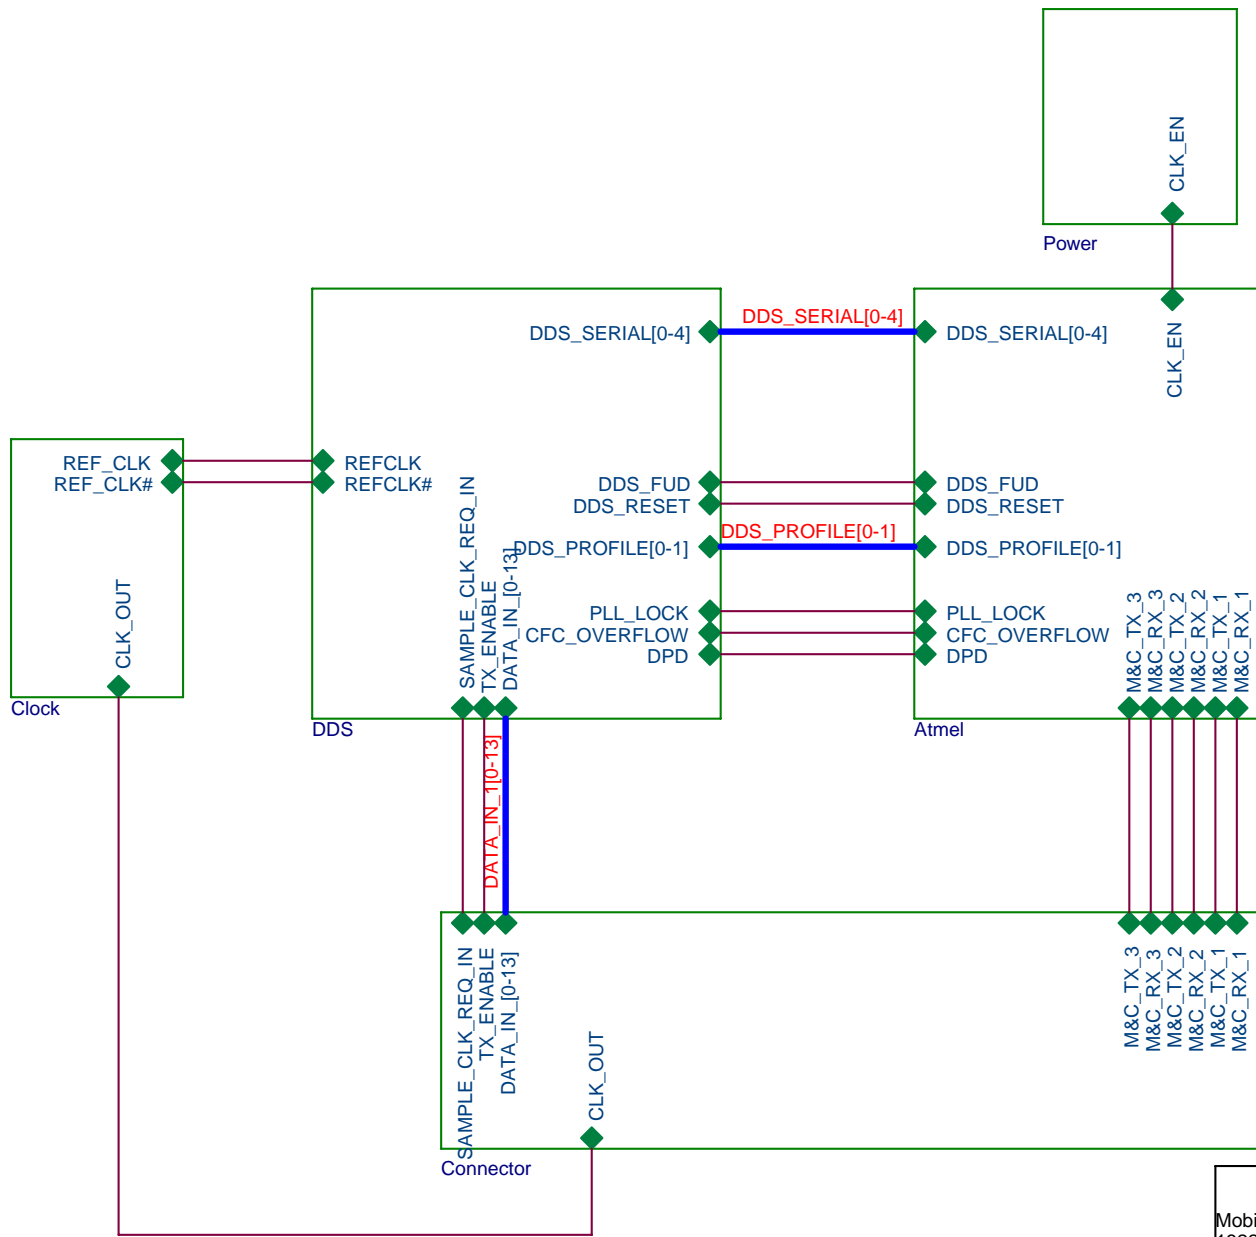 CLK_EN
Power
CLK_EN
DDS_SERIAL[0-4]
DDS_SERIAL[0-4]
DDS_SERIAL[0-4]
REF_CLK
REF_CLK#
CLK_OUT
Clock
REFCLK
REFCLK#
DDS_FUD
DDS_RESET
DDS_PROFILE[0-1]
PLL_LOCK
CFC_OVERFLOW
DPD
SAMPLE_CLK_REQ_IN
TX_ENABLE
DATA_IN_[0-13]
DDS
DDS_PROFILE[0-1]
DDS_FUD
DDS_RESET
DDS_PROFILE[0-1]
PLL_LOCK
CFC_OVERFLOW
DPD
M&C_TX_3
M&C_RX_3
M&C_TX_2
M&C_RX_2
M&C_TX_1
M&C_RX_1
Atmel
DATA_IN_1[0-13]
SAMPLE_CLK_REQ_IN
TX_ENABLE
DATA_IN_[0-13]
CLK_OUT
M&C_TX_3
M&C_RX_3
M&C_TX_2
M&C_RX_2
M&C_TX_1
M&C_RX_1
Connector
Mobi